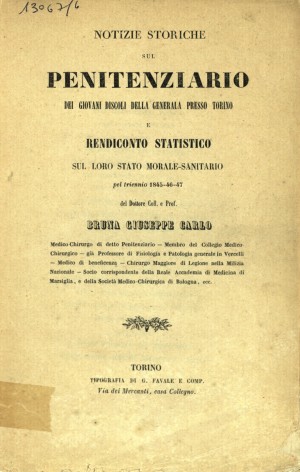 13067/6
NOTIZIE STORICHE
SUL
PENITENZIARIO
DEI GIOVANI DISCOLI DELLA GENERALA PRESSO TORINO
E
RENDICONTO STATISTICO
SUL LORO STATO MORALE-SANITARIO
pel triennio 1845-46-47
del Dottore Coll. e Prof.
BRUNA GIUSEPPE CARLO
Medico-Chirurgo di detto Penitenziario — Membro del Collegio Medico
Chirurgico — già Professore di Fisiologia e Patologia generale in Vercelli
— Medico di beneficenza — Chirurgo Maggiore di Legione nella Milizia
Nazionale — Socio corrispondente della Reale Accademia di Medicina di
Marsiglia, e della Società Medico-Chirurgica di Bologna, ecc.
TORINO
TIPOGRAFIA DI G. FAVALE E COMP.
Via dei Mercanti, casa Collegno.